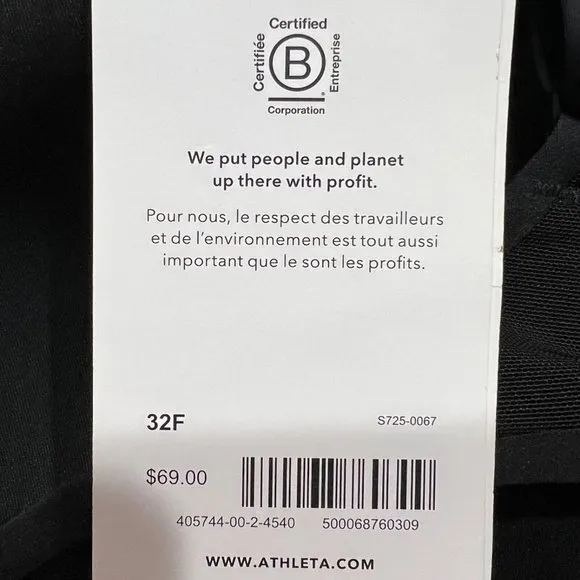 Certified
Certifiée
B
Entreprise
Corporation
We put people and planet
up there with profit.
Pour nous, le respect des travailleurs
et de l'environnement est tout aussi
important que le sont les profits.
32F S725-0067
$69.00
405744-00-2-4540 500068760309
WWW.ATHLETA.COM